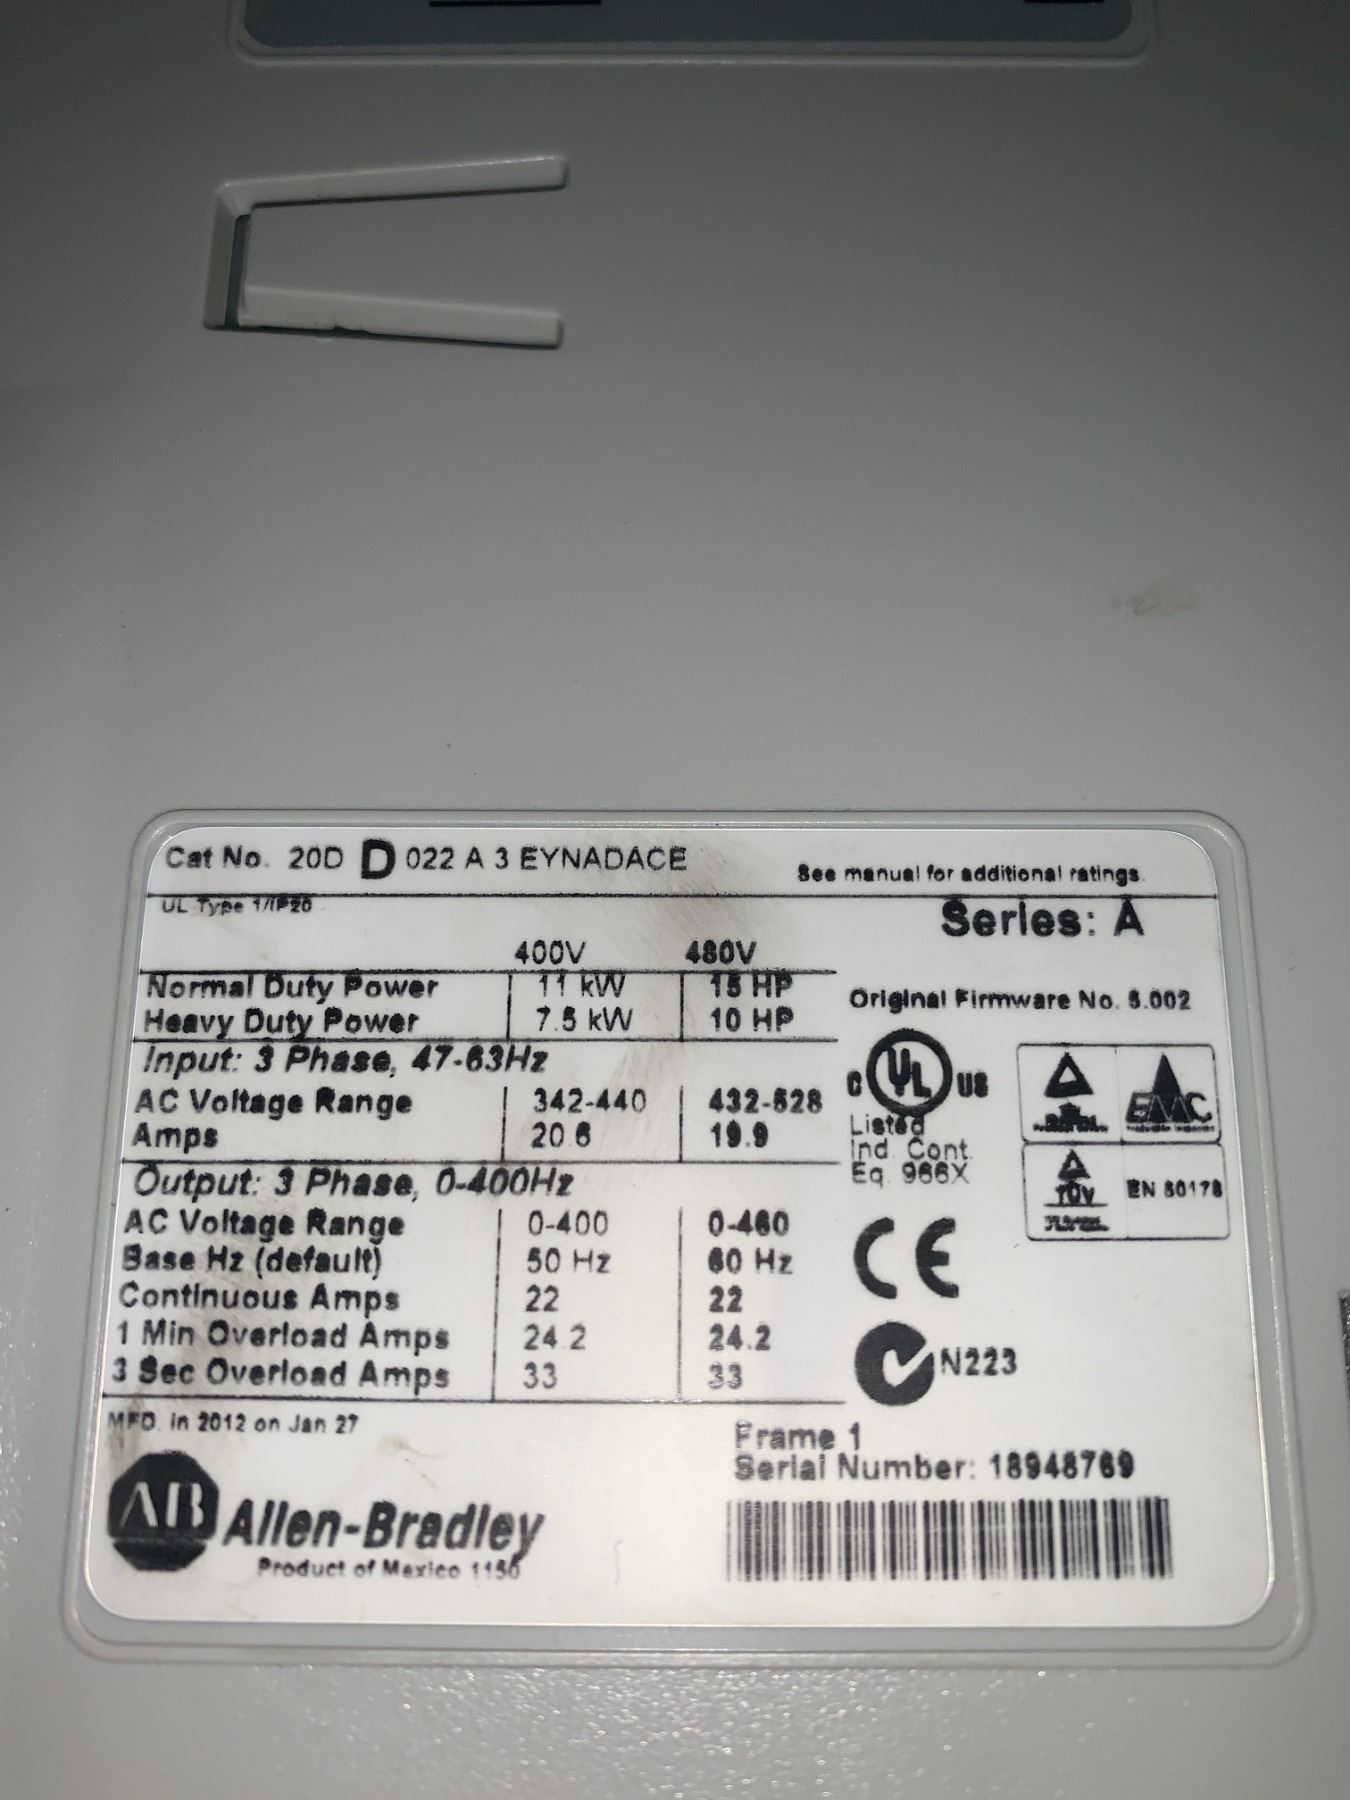 Cat No. 20D D 022 A 3 EYNADACE
See manual for additional ratings.
UL Type 1/IP20
Series: A
400V 480V
Normal Duty Power 11 kW 15 HP
Heavy Duty Power 7.5 kW 10 HP
Original Firmware No. 5.002
Input: 3 Phase, 47-63Hz
AC Voltage Range 342-440 432-528
Amps 20.6 19.9
C UL US
Listed
Ind. Cont.
Eq. 966X
EMC
TÜV
EN 50178
Output: 3 Phase, 0-400Hz
AC Voltage Range 0-400 0-460
Base Hz (default) 50 Hz 60 Hz
Continuous Amps 22 22
1 Min Overload Amps 24.2 24.2
3 Sec Overload Amps 33 33
CE
N223
MFD. in 2012 on Jan 27
Frame 1
Serial Number: 18948769
AB Allen-Bradley
Product of Mexico 1150